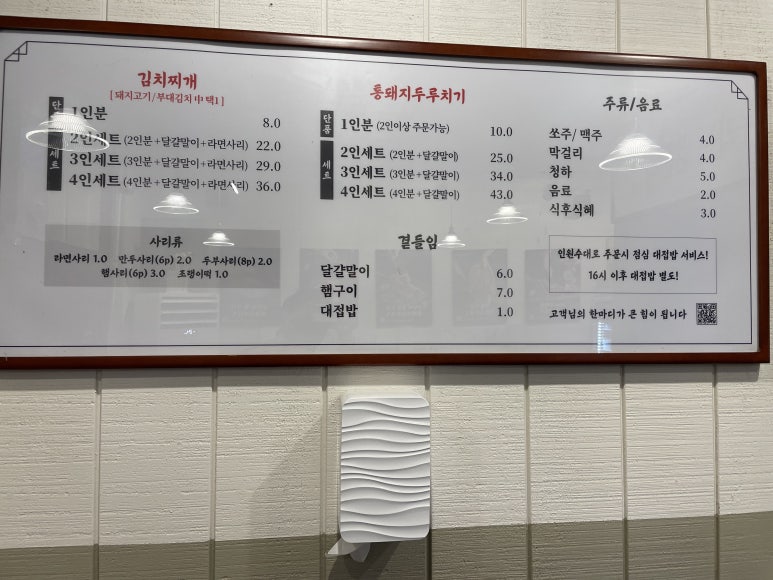 김치찌개
[ 돼지고기/부대김치 中 택1 ]
단품
1인분 8.0
세트
2인세트 (2인분+달걀말이+라면사리) 22.0
3인세트 (3인분+달걀말이+라면사리) 29.0
4인세트 (4인분+달걀말이+라면사리) 36.0
사리류
라면사리 1.0 만두사리(6p) 2.0 두부사리(8p) 2.0
햄사리(6p) 3.0 조랭이떡 1.0
통돼지두루치기
단품
1인분 (2인이상 주문가능) 10.0
세트
2인세트 (2인분+달걀말이) 25.0
3인세트 (3인분+달걀말이) 34.0
4인세트 (4인분+달걀말이) 43.0
곁들임
달걀말이 6.0
햄구이 7.0
대접밥 1.0
주류/음료
쏘주/ 맥주 4.0
막걸리 4.0
청하 5.0
음료 2.0
식후식혜 3.0
인원수대로 주문시 점심 대접밥 서비스!
16시 이후 대접밥 별도!
고객님의 한마디가 큰 힘이 됩니다